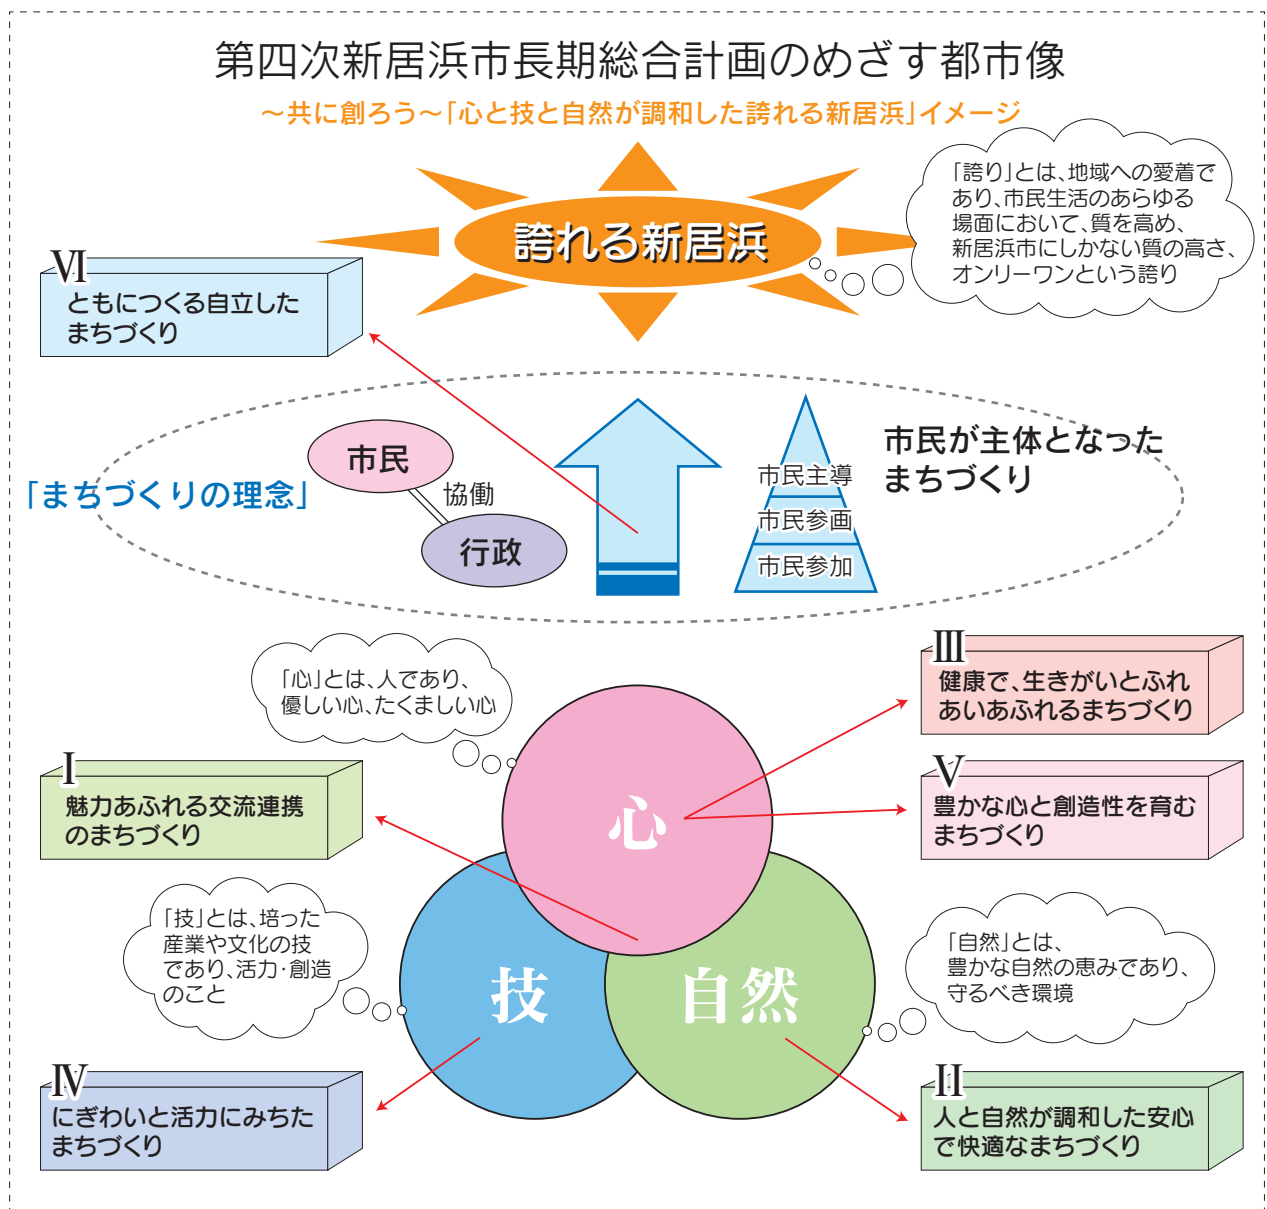 第四次新居浜市長期総合計画のめざす都市像
～共に創ろう～「心と技と自然が調和した誇れる新居浜」イメージ
「誇り」とは、地域への愛着で
あり、市民生活のあらゆる
場面において、質を高め、
新居浜市にしかない質の高さ、
オンリーワンという誇り
誇れる新居浜
Ⅵ
ともにつくる自立した
まちづくり
「まちづくりの理念」
市民
協働
行政
市民主導
市民参画
市民参加
市民が主体となった
まちづくり
「心」とは、人であり、
優しい心、たくましい心
Ⅲ
健康で、生きがいとふれ
あいあふれるまちづくり
Ⅰ
魅力あふれる交流連携
のまちづくり
Ⅴ
豊かな心と創造性を育む
まちづくり
心
「技」とは、培った
産業や文化の技
であり、活力・創造
のこと
技
自然
「自然」とは、
豊かな自然の恵みであり、
守るべき環境
Ⅳ
にぎわいと活力にみちた
まちづくり
Ⅱ
人と自然が調和した安心
で快適なまちづくり